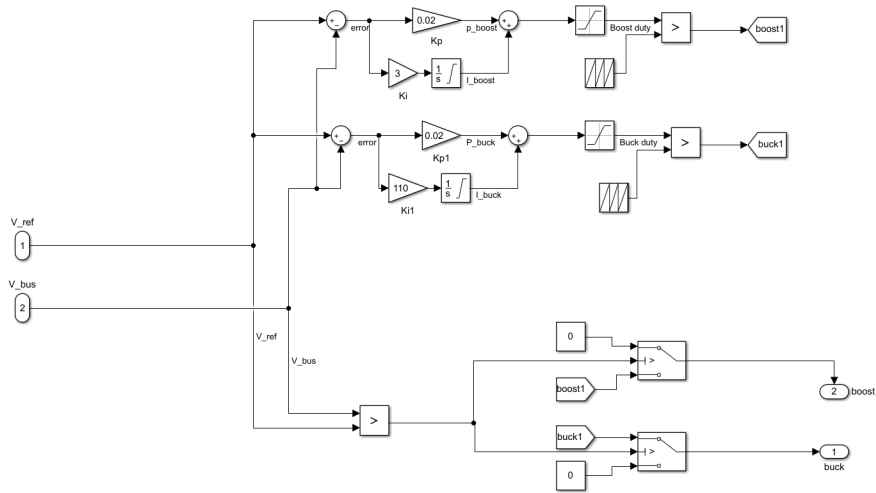 0.02
error
Kp
p_boost
Boost duty
>
boost1
3
Ki
1
s
I_boost
0.02
error
Kp1
P_buck
Buck duty
>
buck1
110
Ki1
1
s
I_buck
V_ref
1
V_bus
2
V_ref
V_bus
>
0
>
boost1
2
boost
buck1
>
0
1
buck